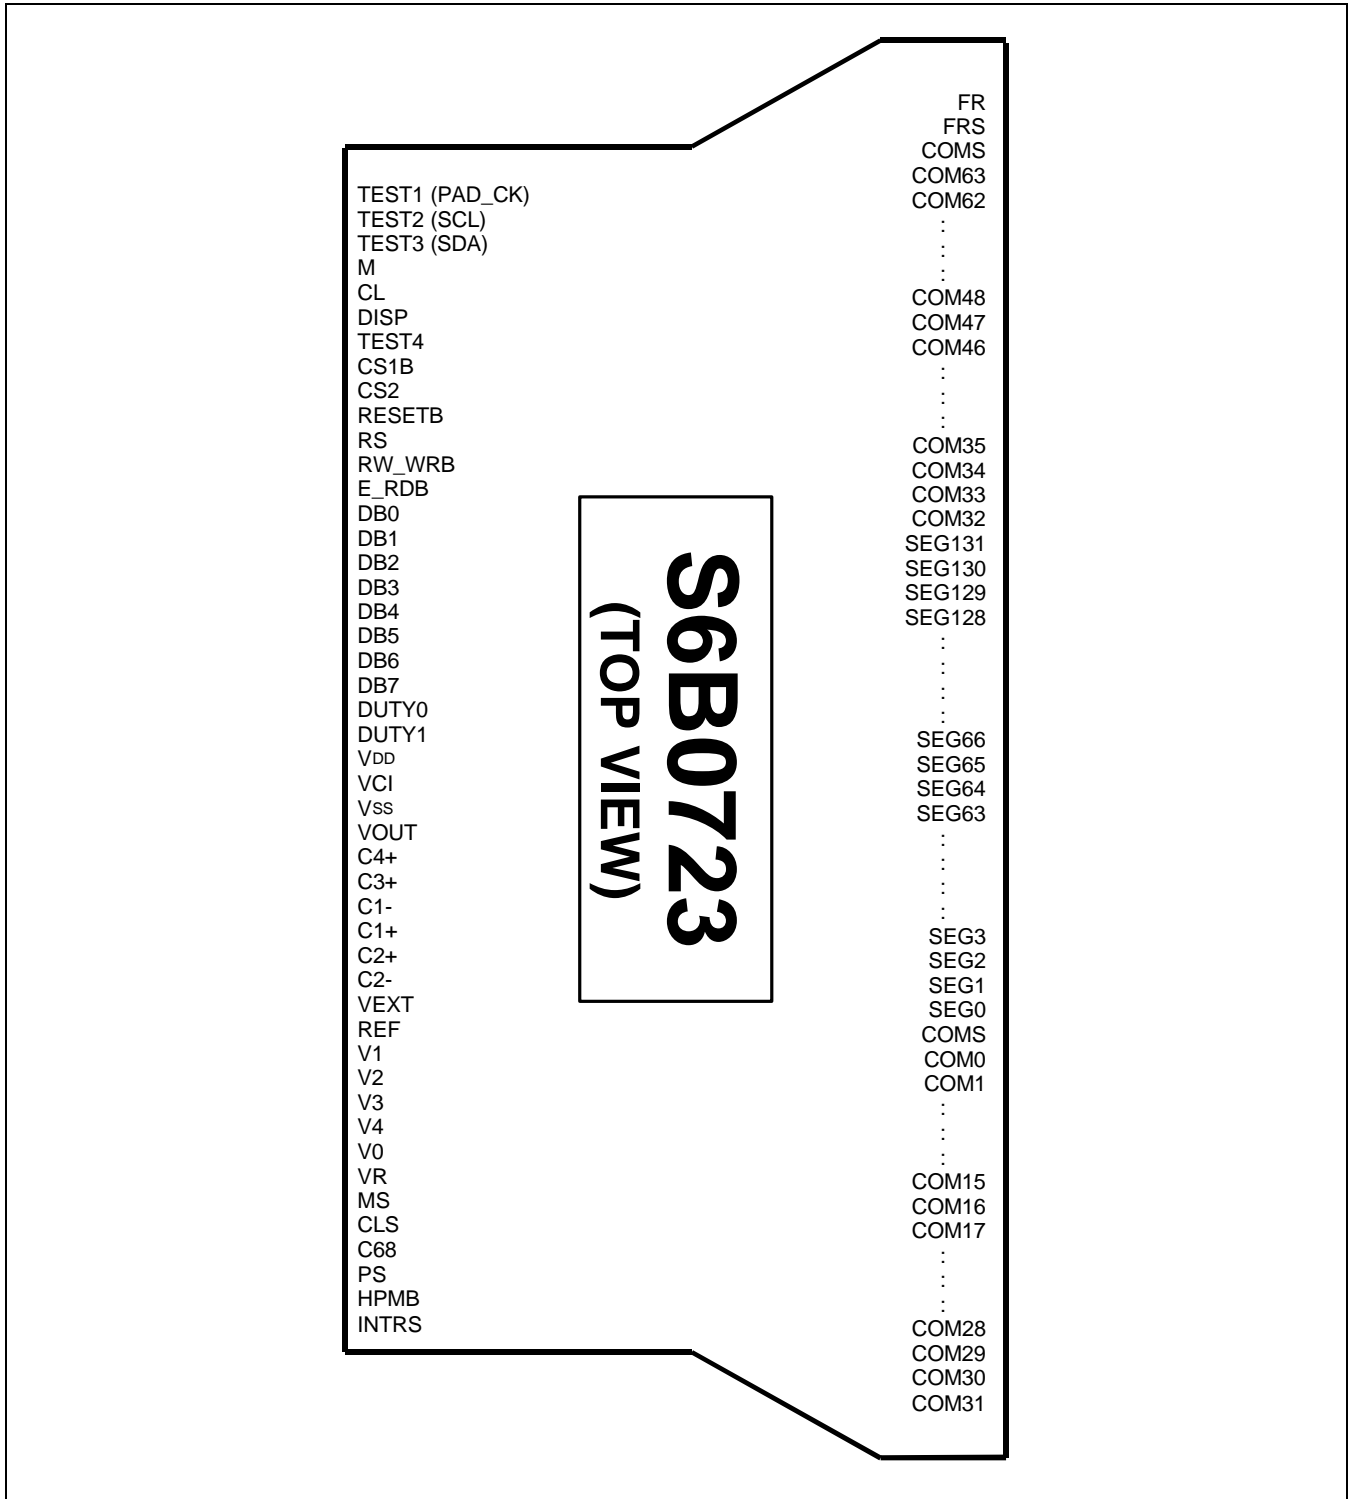 TEST1 (PAD_CK)
TEST2 (SCL)
TEST3 (SDA)
M
CL
DISP
TEST4
CS1B
CS2
RESETB
RS
RW_WRB
E_RDB
DB0
DB1
DB2
DB3
DB4
DB5
DB6
DB7
DUTY0
DUTY1
VDD
VCI
VSS
VOUT
C4+
C3+
C1-
C1+
C2+
C2-
VEXT
REF
V1
V2
V3
V4
V0
VR
MS
CLS
C68
PS
HPMB
INTRS
S6B0723
(TOP VIEW)
FR
FRS
COMS
COM63
COM62
:
:
:
COM48
COM47
COM46
:
:
:
COM35
COM34
COM33
COM32
SEG131
SEG130
SEG129
SEG128
:
:
:
:
SEG66
SEG65
SEG64
SEG63
:
:
:
:
SEG3
SEG2
SEG1
SEG0
COMS
COM0
COM1
:
:
:
COM15
COM16
COM17
:
:
:
COM28
COM29
COM30
COM31